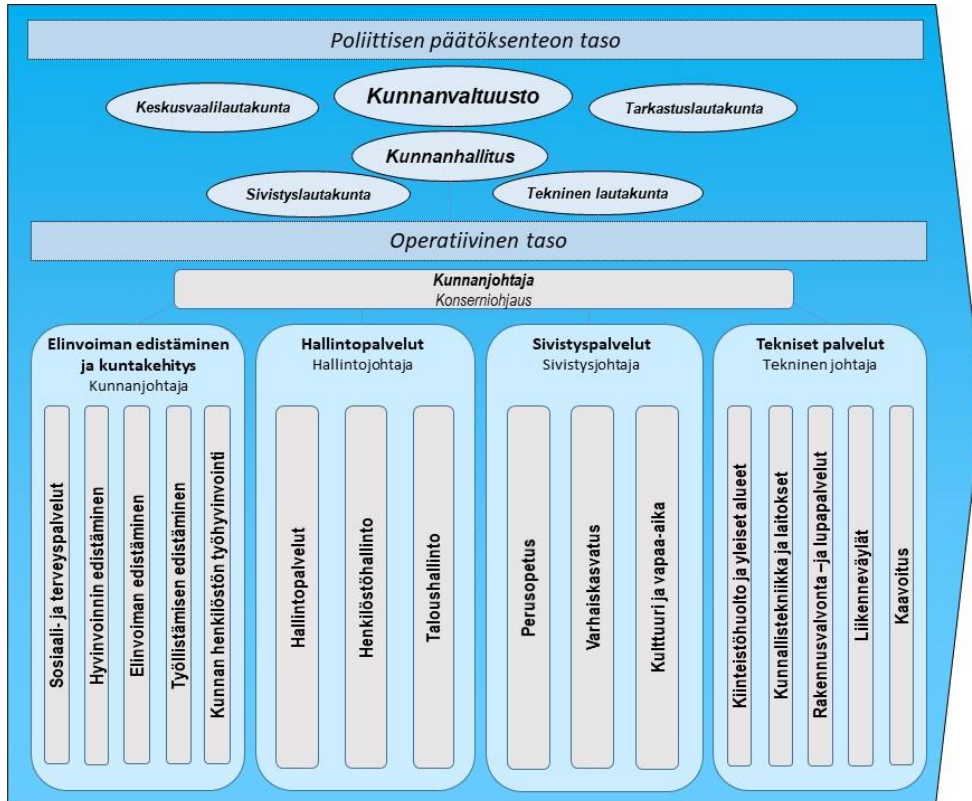 Poliittisen päätöksenteon taso
Kunnanvaltuusto
Keskusvaalilautakunta
Tarkastuslautakunta
Kunnanhallitus
Sivistyslautakunta
Tekninen lautakunta
Operatiivinen taso
Kunnanjohtaja
Konserniohjaus
Elinvoiman edistäminen
ja kuntakehitys
Kunnanjohtaja
Sosiaali- ja terveyspalvelut
Hyvinvoinnin edistäminen
Elinvoiman edistäminen
Työllistämisen edistäminen
Kunnan henkilöstön työhyvinvointi
Hallintopalvelut
Hallintojohtaja
Hallintopalvelut
Henkilöstöhallinto
Taloushallinto
Sivistyspalvelut
Sivistysjohtaja
Perusopetus
Varhaiskasvatus
Kulttuuri ja vapaa-aika
Tekniset palvelut
Tekninen johtaja
Kiinteistöhuolto ja yleiset alueet
Kunnallistekniikka ja laitokset
Rakennusvalvonta –ja lupapalvelut
Liikenneväylät
Kaavoitus